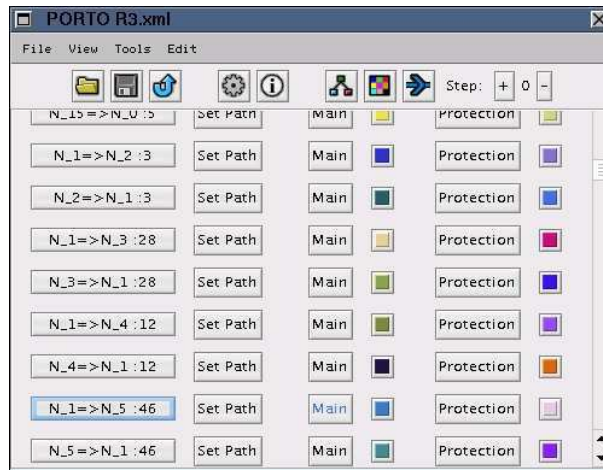 PORTO R3.xml
File View Tools Edit
Step: + 0 -
N_15=>N_0:5 Set Path Main Protection
N_1=>N_2:3 Set Path Main Protection
N_2=>N_1:3 Set Path Main Protection
N_1=>N_3:28 Set Path Main Protection
N_3=>N_1:28 Set Path Main Protection
N_1=>N_4:12 Set Path Main Protection
N_4=>N_1:12 Set Path Main Protection
N_1=>N_5:46 Set Path Main Protection
N_5=>N_1:46 Set Path Main Protection